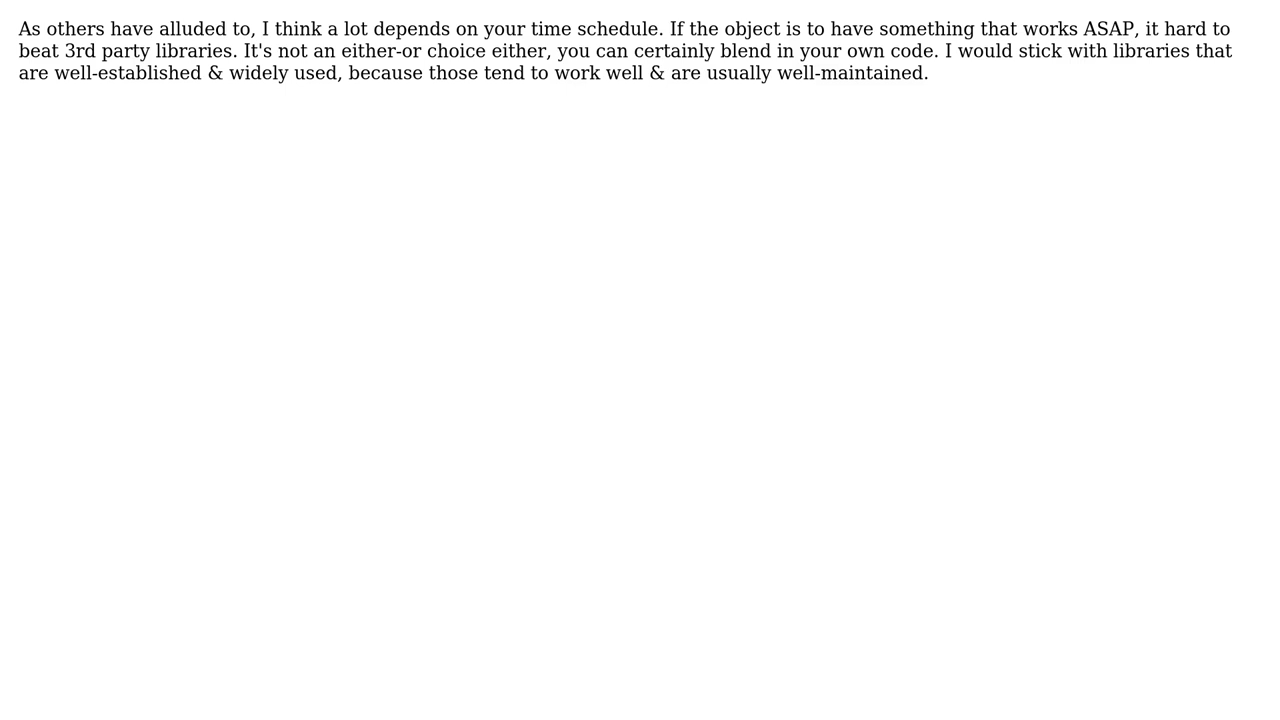 As others have alluded to, I think a lot depends on your time schedule. If the object is to have something that works ASAP, it hard to
beat 3rd party libraries. It's not an either-or choice either, you can certainly blend in your own code. I would stick with libraries that
are well-established & widely used, because those tend to work well & are usually well-maintained.